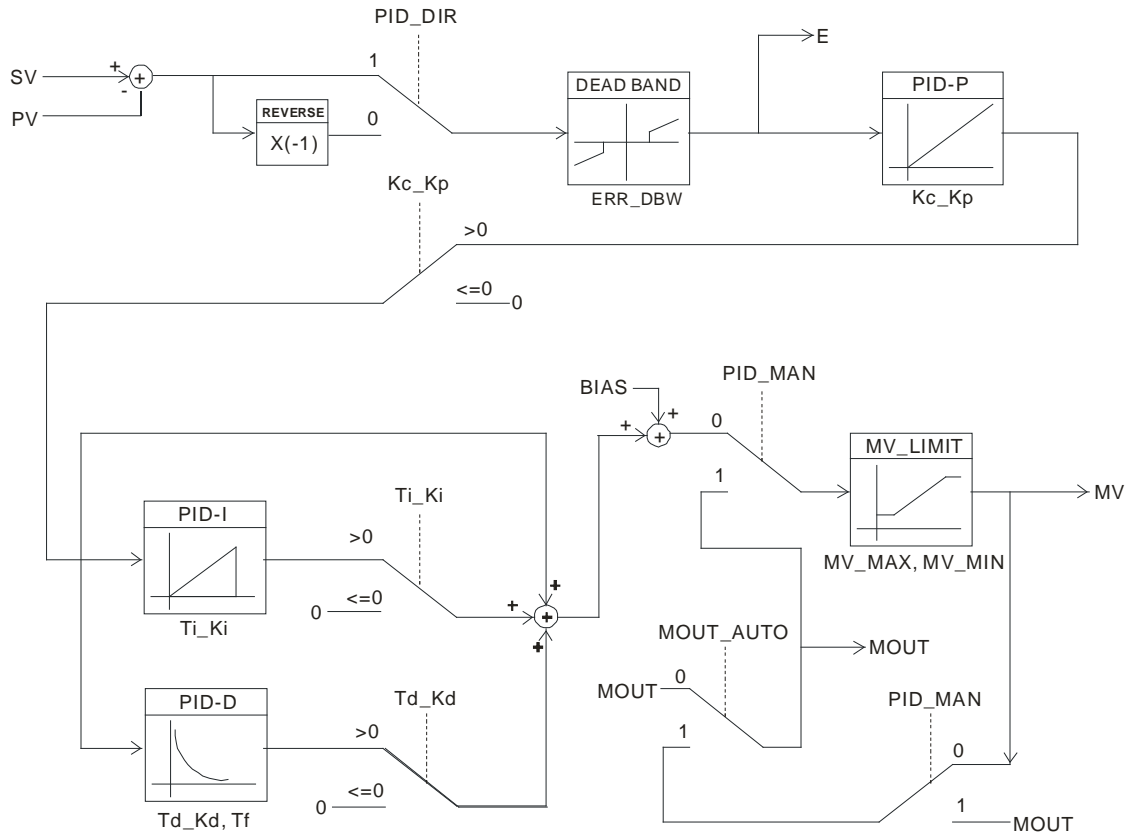 PID_DIR
E
SV
+
+
-
1
DEAD BAND
PID-P
PV
REVERSE
X(-1)
0
ERR_DBW
Kc_Kp
Kc_Kp
>0
<=0
0
PID_MAN
BIAS
+
0
+
+
MV_LIMIT
1
MV
PID-I
Ti_Ki
>0
MV_MAX, MV_MIN
+
+
0
<=0
+
Ti_Ki
+
MOUT_AUTO
MOUT
0
MOUT
PID-D
Td_Kd
PID_MAN
>0
1
0
<=0
0
1
MOUT
Td_Kd, Tf